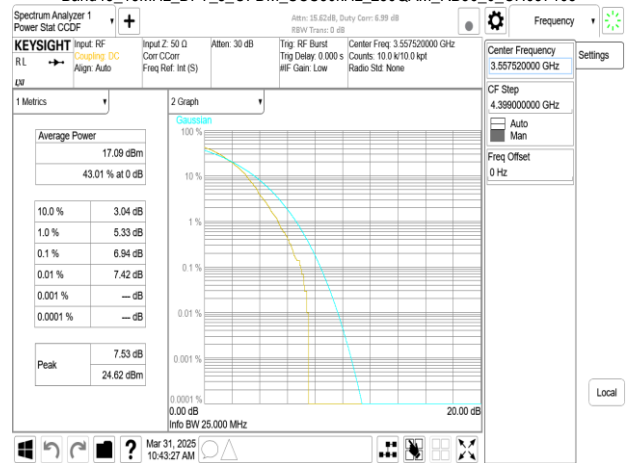 Spectrum Analyzer 1
Power Stat CCDF
Attn: 15.62dB, Duty Corr: 6.99 dB
RBW Trans: 0 dB
Frequency
KEYSIGHT
Input: RF
Coupling: DC
Align: Auto
Input Z: 50 Ω
Corr CCorr
Freq Ref: Int (S)
Atten: 30 dB
Trig: RF Burst
Trig Delay: 0.000 s
#IF Gain: Low
Center Freq: 3.557520000 GHz
Counts: 10.0 k/10.0 kpt
Radio Std: None
RL
LXI
Center Frequency
3.557520000 GHz
Settings
CF Step
4.399000000 GHz
Auto
Man
Freq Offset
0 Hz
1 Metrics
2 Graph
Average Power
17.09 dBm
43.01 % at 0 dB
10.0 % 3.04 dB
1.0 % 5.33 dB
0.1 % 6.94 dB
0.01 % 7.42 dB
0.001 % --- dB
0.0001 % --- dB
Peak
7.53 dB
24.62 dBm
Gaussian
100 %
10 %
1 %
0.1 %
0.01 %
0.001 %
0.0001 %
0.00 dB 20.00 dB
Info BW 25.000 MHz
Local
Mar 31, 2025
10:43:27 AM